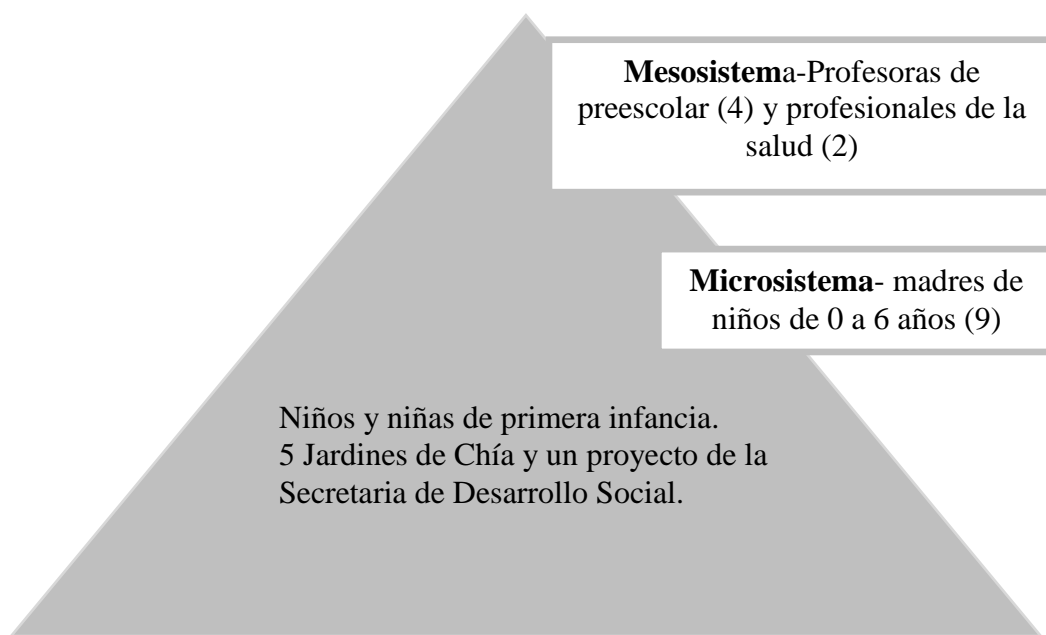 Mesosistema-Profesoras de
preescolar (4) y profesionales de la
salud (2)
Microsistema- madres de
niños de 0 a 6 años (9)
Niños y niñas de primera infancia.
5 Jardines de Chía y un proyecto de la
Secretaria de Desarrollo Social.